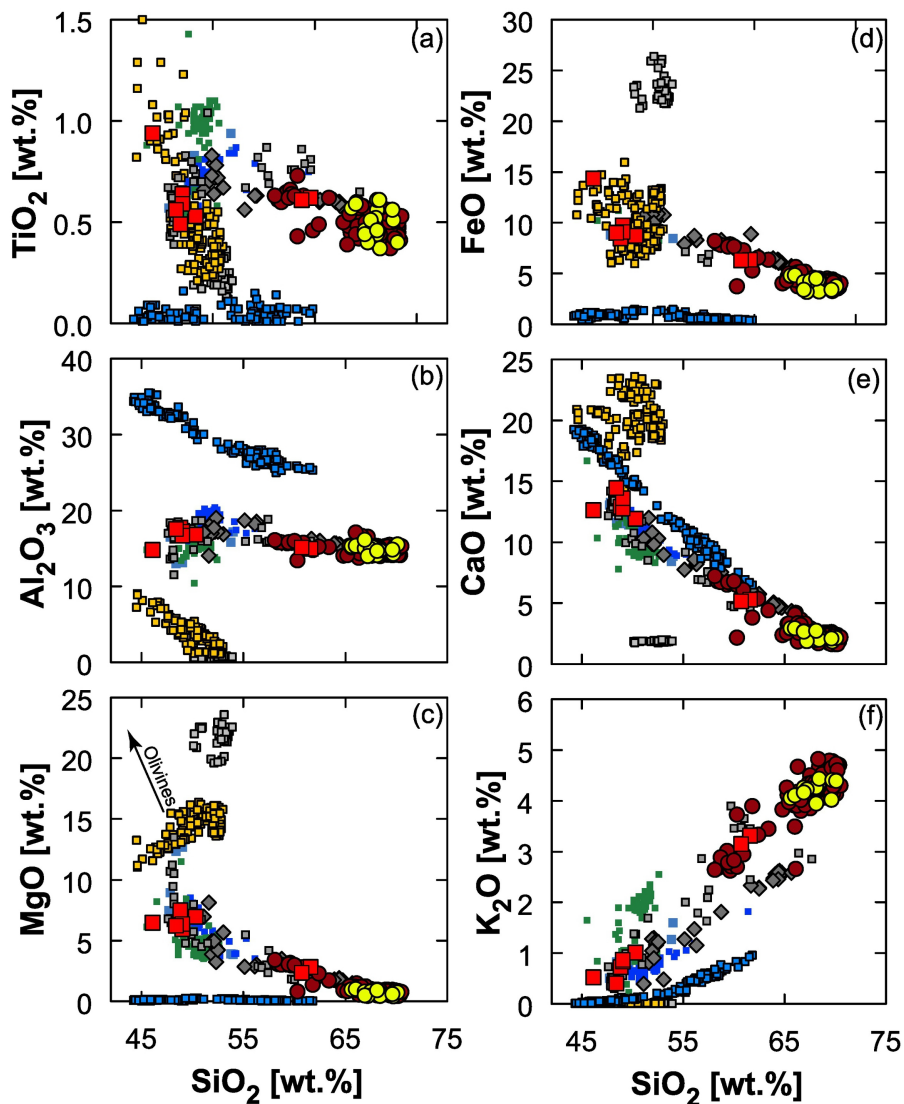 (a)
TiO2 [wt.%]
1.5
1.0
0.5
0.0
(b)
Al2O3 [wt.%]
40
30
20
10
0
(c)
MgO [wt.%]
25
20
15
10
5
0
Olivines
45 55 65 75
SiO2 [wt.%]
(d)
FeO [wt.%]
30
25
20
15
10
5
0
(e)
CaO [wt.%]
25
20
15
10
5
0
(f)
K2O [wt.%]
6
5
4
3
2
1
0
45 55 65 75
SiO2 [wt.%]